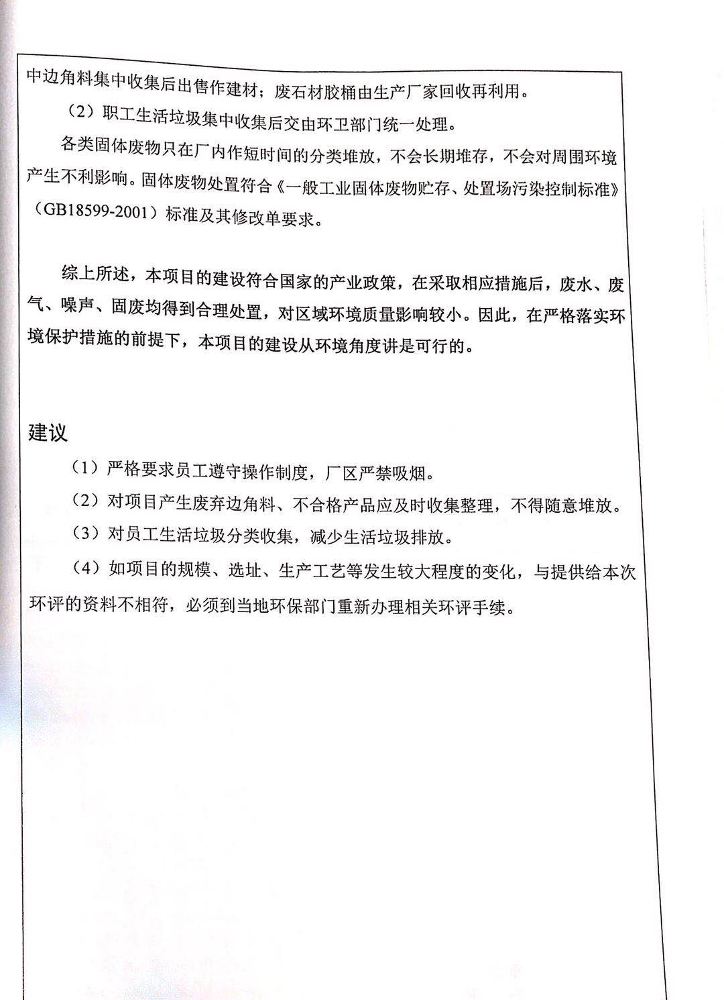 中边角料集中收集后出售作建材；废石材胶桶由生产厂家回收再利用。
（2）职工生活垃圾集中收集后交由环卫部门统一处理。
各类固体废物只在厂内作短时间的分类堆放，不会长期堆存，不会对周围环境
产生不利影响。固体废物处置符合《一般工业固体废物贮存、处置场污染控制标准》
（GB18599-2001）标准及其修改单要求。
综上所述，本项目的建设符合国家的产业政策，在采取相应措施后，废水、废
气、噪声、固废均得到合理处置，对区域环境质量影响较小。因此，在严格落实环
境保护措施的前提下，本项目的建设从环境角度讲是可行的。
建议
（1）严格要求员工遵守操作制度，厂区严禁吸烟。
（2）对项目产生废弃边角料、不合格产品应及时收集整理，不得随意堆放。
（3）对员工生活垃圾分类收集，减少生活垃圾排放。
（4）如项目的规模、选址、生产工艺等发生较大程度的变化，与提供给本次
环评的资料不相符，必须到当地环保部门重新办理相关环评手续。